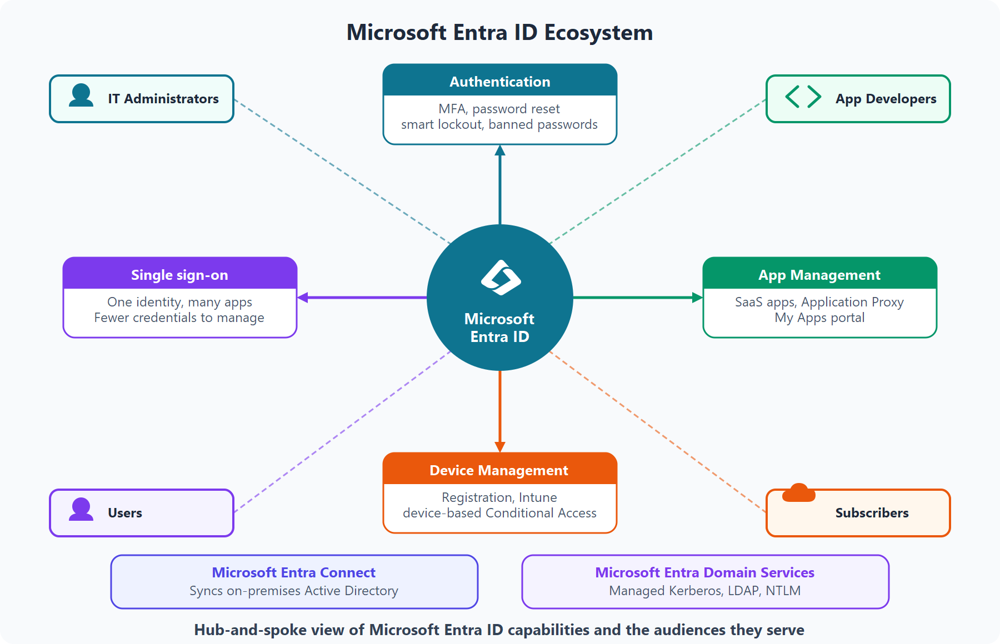 Microsoft Entra ID Ecosystem
IT Administrators
Authentication
MFA, password reset
smart lockout, banned passwords
App Developers
Single sign-on
One identity, many apps
Fewer credentials to manage
Microsoft
Entra ID
App Management
SaaS apps, Application Proxy
My Apps portal
Users
Device Management
Registration, Intune
device-based Conditional Access
Subscribers
Microsoft Entra Connect
Syncs on-premises Active Directory
Microsoft Entra Domain Services
Managed Kerberos, LDAP, NTLM
Hub-and-spoke view of Microsoft Entra ID capabilities and the audiences they serve